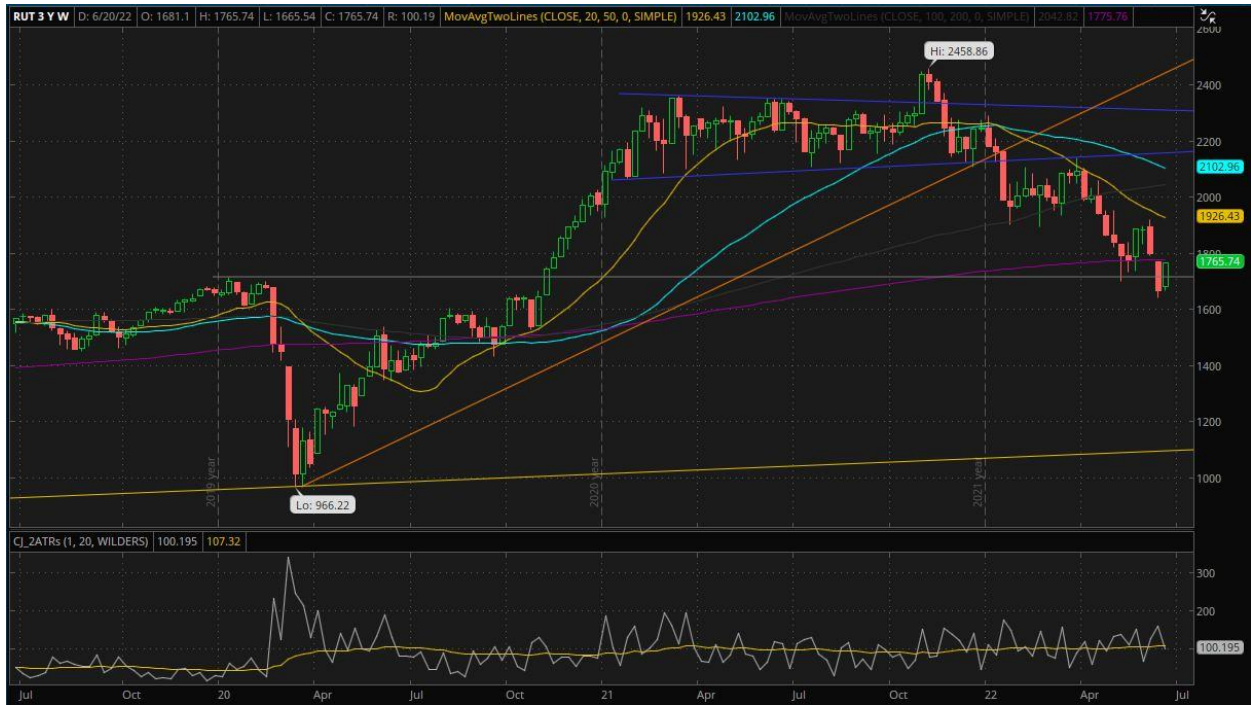 RUT 3 Y W D: 6/20/22 O: 1681.1 H: 1765.74 L: 1665.54 C: 1765.74 R: 100.19 MovAvgTwoLines (CLOSE, 20, 50, 0, SIMPLE) 1926.43 2102.96 MovAvgTwoLines (CLOSE, 100, 200, 0, SIMPLE) 2042.82 1775.76
2600
Hi: 2458.86
2400
2200
2102.96
2000
1926.43
1800
1765.74
1600
1400
1200
1000
2019 year
2020 year
2021 year
Lo: 966.22
CJ_2ATRs (1, 20, WILDERS) 100.195 107.32
300
200
100.195
Jul Oct 20 Apr Jul Oct 21 Apr Jul Oct 22 Apr Jul